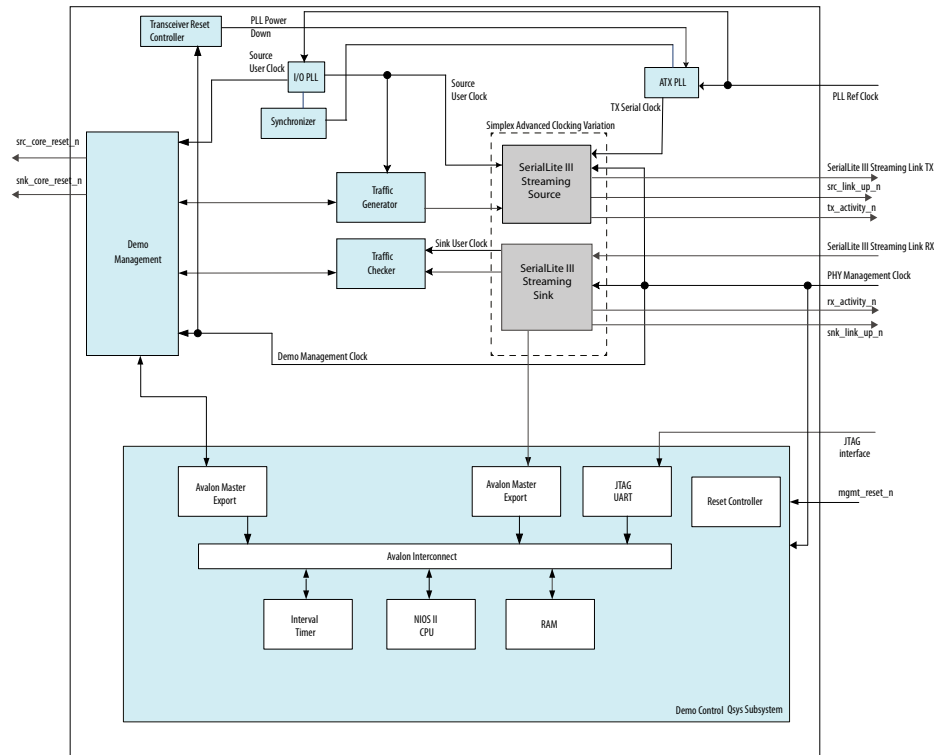 Transceiver Reset
Controller
PLL Power
Down
Source
User Clock
I/O PLL
Source
User Clock
ATX PLL
TX Serial Clock
PLL Ref Clock
Synchronizer
Simplex Advanced Clocking Variation
src_core_reset_n
snk_core_reset_n
SerialLite III
Streaming
Source
SerialLite III Streaming Link TX
src_link_up_n
tx_activity_n
Traffic
Generator
Demo
Management
Traffic
Checker
Sink User Clock
SerialLite III
Streaming
Sink
SerialLite III Streaming Link RX
PHY Management Clock
rx_activity_n
snk_link_up_n
Demo Management Clock
JTAG
interface
Avalon Master
Export
Avalon Master
Export
JTAG
UART
Reset Controller
mgmt_reset_n
Avalon Interconnect
Interval
Timer
NIOS II
CPU
RAM
Demo Control Qsys Subsystem